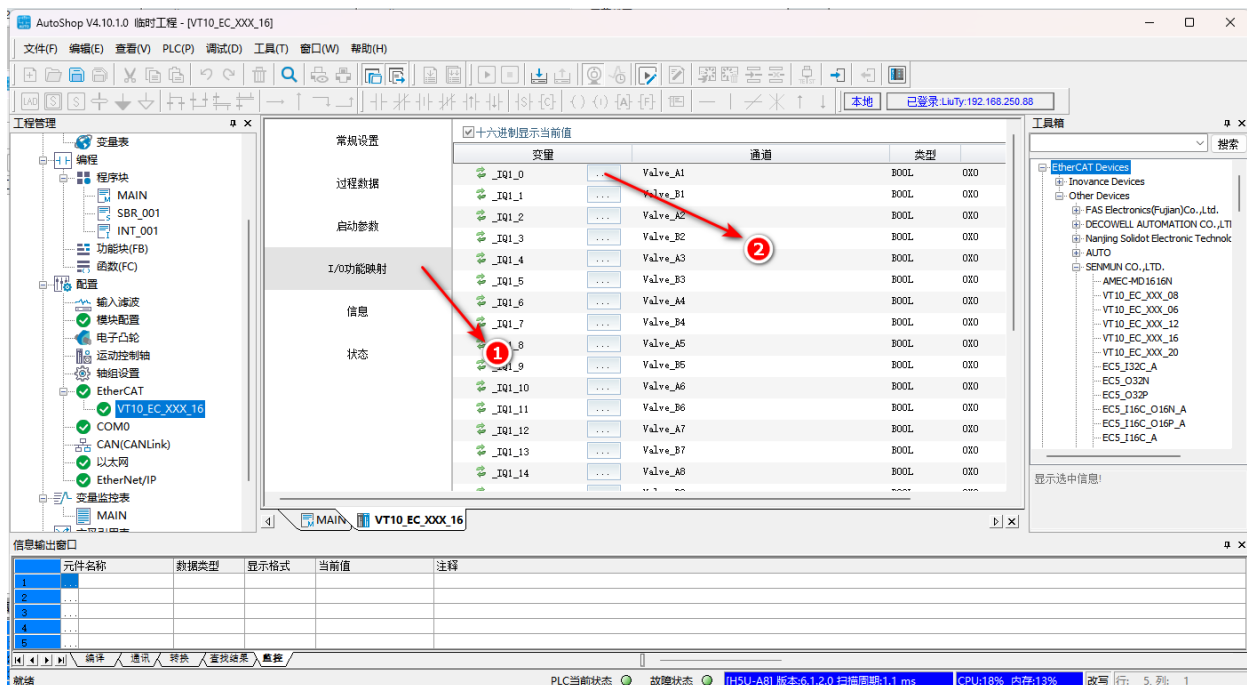 AutoShop V4.10.1.0 临时工程 - [VT10_EC_XXX_16]
文件(F) 编辑(E) 查看(V) PLC(P) 调试(D) 工具(T) 窗口(W) 帮助(H)
本地 已登录:LiuTy:192.168.250.88
工程管理
变量表
编程
程序块
MAIN
SBR_001
INT_001
功能块(FB)
函数(FC)
配置
输入滤波
模块配置
电子凸轮
运动控制轴
轴组设置
EtherCAT
VT10_EC_XXX_16
COM0
CAN(CANLink)
以太网
EtherNet/IP
变量监控表
MAIN
常规设置
过程数据
启动参数
I/O功能映射
信息
状态
十六进制显示当前值
变量 通道 类型
_IQ1_0 ... Valve_A1 BOOL 0X0
_IQ1_1 ... Valve_B1 BOOL 0X0
_IQ1_2 ... Valve_A2 BOOL 0X0
_IQ1_3 ... Valve_B2 BOOL 0X0
_IQ1_4 ... Valve_A3 BOOL 0X0
_IQ1_5 ... Valve_B3 BOOL 0X0
_IQ1_6 ... Valve_A4 BOOL 0X0
_IQ1_7 ... Valve_B4 BOOL 0X0
_8 ... Valve_A5 BOOL 0X0
_IQ1_9 ... Valve_B5 BOOL 0X0
_IQ1_10 ... Valve_A6 BOOL 0X0
_IQ1_11 ... Valve_B6 BOOL 0X0
_IQ1_12 ... Valve_A7 BOOL 0X0
_IQ1_13 ... Valve_B7 BOOL 0X0
_IQ1_14 ... Valve_A8 BOOL 0X0
1
2
MAIN VT10_EC_XXX_16
工具箱
搜索
EtherCAT Devices
Inovance Devices
Other Devices
FAS Electronics(Fujian)Co.,Ltd.
DECOWELL AUTOMATION CO.,LT
Nanjing Solidot Electronic Technolo
AUTO
SENMUN CO.,LTD.
AMEC-MD1616N
VT10_EC_XXX_08
VT10_EC_XXX_06
VT10_EC_XXX_12
VT10_EC_XXX_16
VT10_EC_XXX_20
EC5_I32C_A
EC5_O32N
EC5_O32P
EC5_I16C_O16N_A
EC5_I16C_O16P_A
EC5_I16C_A
显示选中信息!
信息输出窗口
元件名称 数据类型 显示格式 当前值 注释
1 ...
2 ...
3 ...
4 ...
5 ...
编译 通讯 转换 查找结果 监控
就绪 PLC当前状态 故障状态 [H5U-A8] 版本:6.1.2.0 扫描周期:1.1 ms CPU:18% 内存:13% 改写 行: 5, 列: 1